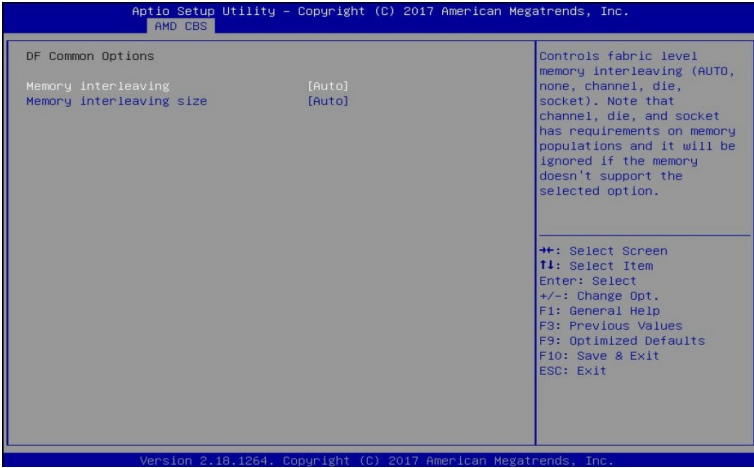 Aptio Setup Utility – Copyright (C) 2017 American Megatrends, Inc.
AMD CBS
DF Common Options
Memory interleaving [Auto]
Memory interleaving size [Auto]
Controls fabric level
memory interleaving (AUTO,
none, channel, die,
socket). Note that
channel, die, and socket
has requirements on memory
populations and it will be
ignored if the memory
doesn't support the
selected option.
→←: Select Screen
↑↓: Select Item
Enter: Select
+/-: Change Opt.
F1: General Help
F3: Previous Values
F9: Optimized Defaults
F10: Save & Exit
ESC: Exit
Version 2.18.1264. Copyright (C) 2017 American Megatrends, Inc.